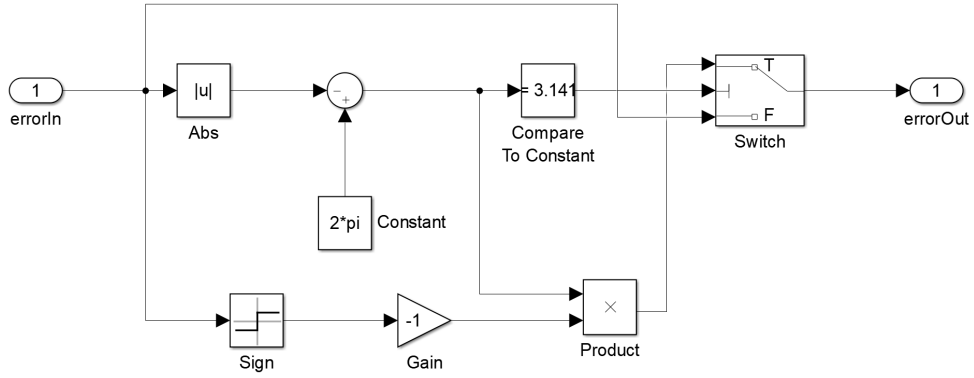 1
errorIn
|u|
Abs
−
+
2*pi
Constant
= 3.141
Compare
To Constant
T
F
Switch
1
errorOut
Sign
-1
Gain
×
Product